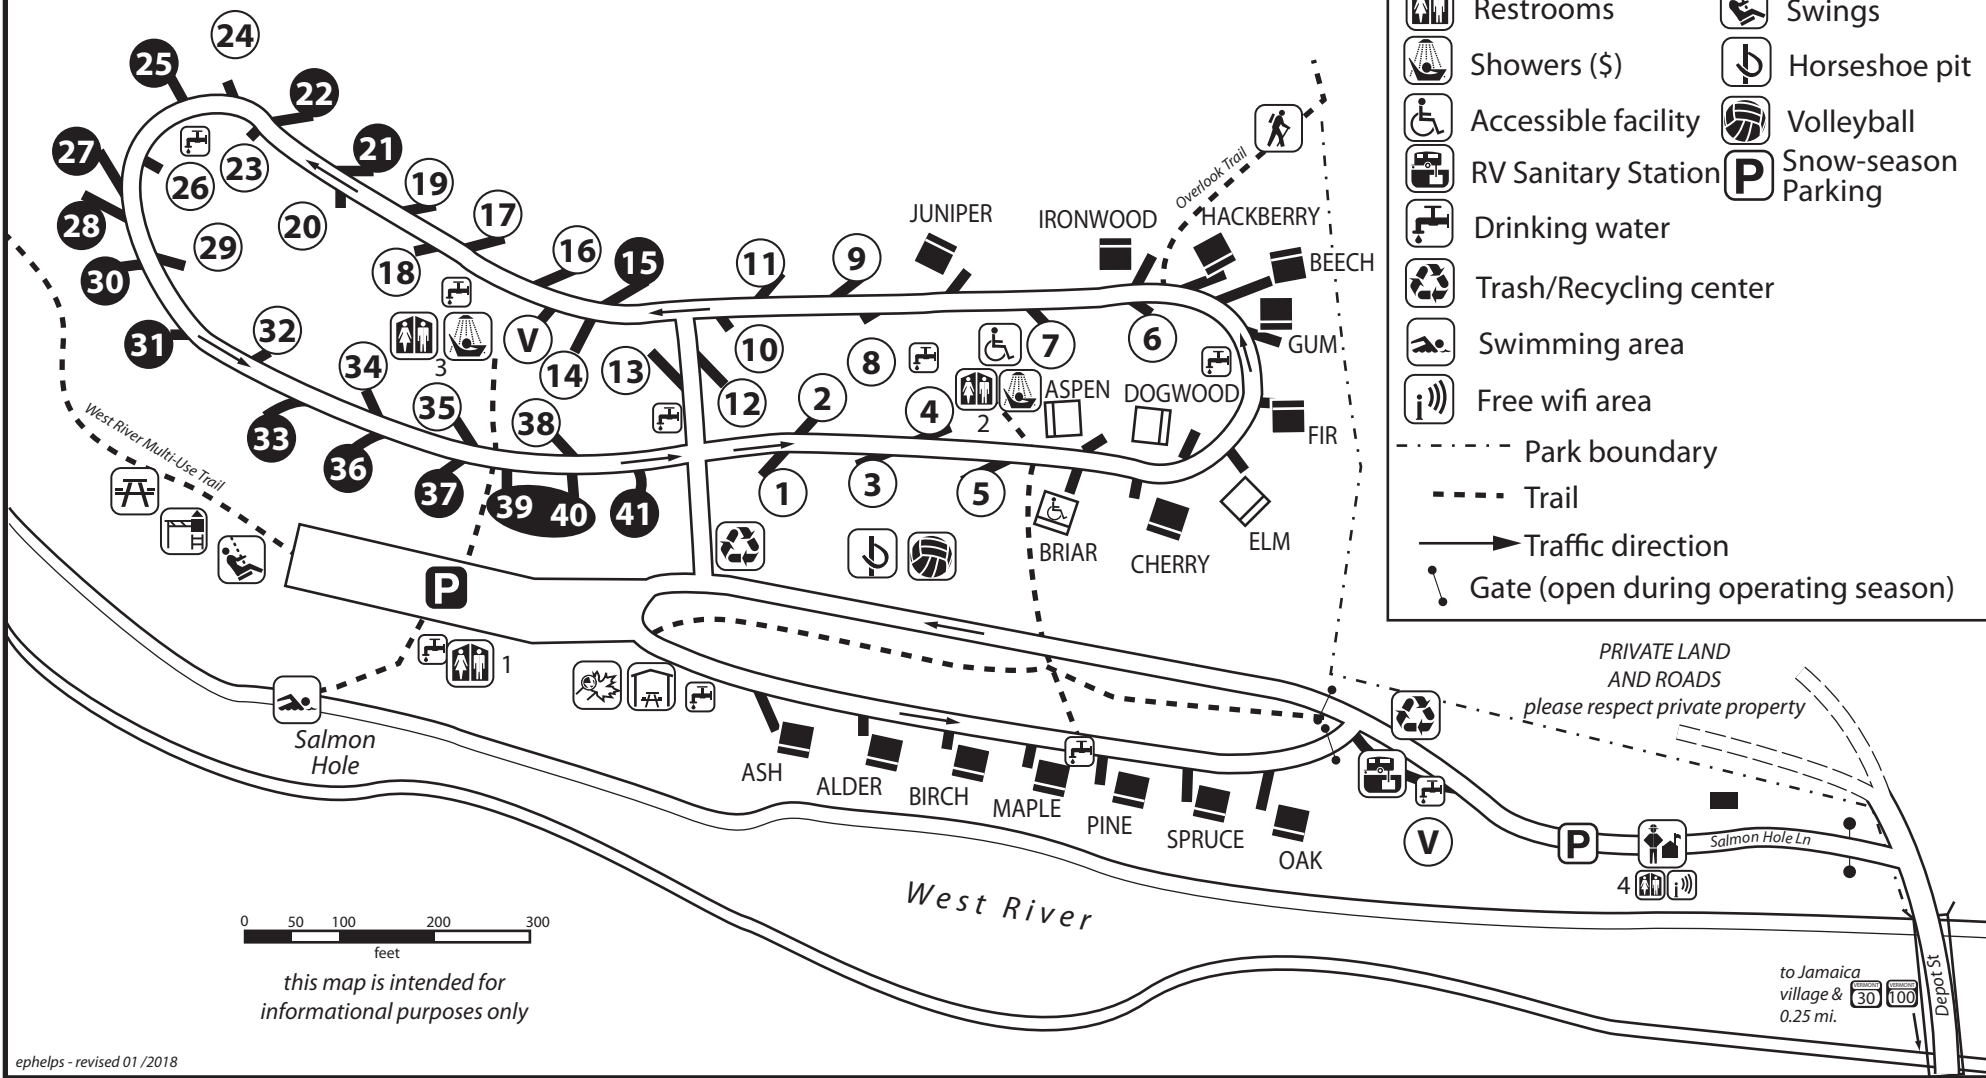 24
25
22
27
21
23
19
26
17
28
20
29
16
18
15
11
9
30
JUNIPER
IRONWOOD
HACKBERRY
Overlook Trail
BEECH
31
32
V
GUM
3
34
14
13
10
8
7
6
35
12
2
4
ASPEN
DOGWOOD
2
38
33
36
37
39
40
41
1
3
5
FIR
BRIAR
CHERRY
ELM
West River Multi-Use Trail
P
1
Salmon
Hole
ASH
ALDER
BIRCH
MAPLE
PINE
SPRUCE
OAK
V
P
Salmon Hole Ln
4
West River
0 50 100 200 300
feet
this map is intended for
informational purposes only
ephelps - revised 01/2018
Restrooms
Swings
Showers ($)
Horseshoe pit
Accessible facility
Volleyball
RV Sanitary Station
P
Snow-season
Parking
Drinking water
Trash/Recycling center
Swimming area
i
Free wifi area
Park boundary
Trail
Traffic direction
Gate (open during operating season)
PRIVATE LAND
AND ROADS
please respect private property
to Jamaica
village &
0.25 mi.
VERMONT
30
VERMONT
100
Depot St